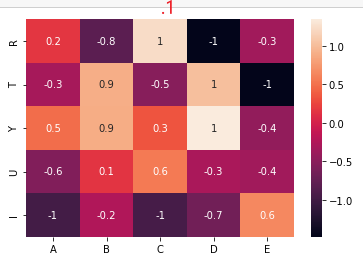 .1
R 0.2 -0.8 1 -1 -0.3
T -0.3 0.9 -0.5 1 -1
Y 0.5 0.9 0.3 1 -0.4
U -0.6 0.1 0.6 -0.3 -0.4
I -1 -0.2 -1 -0.7 0.6
A B C D E
1.0
0.5
0.0
−0.5
−1.0